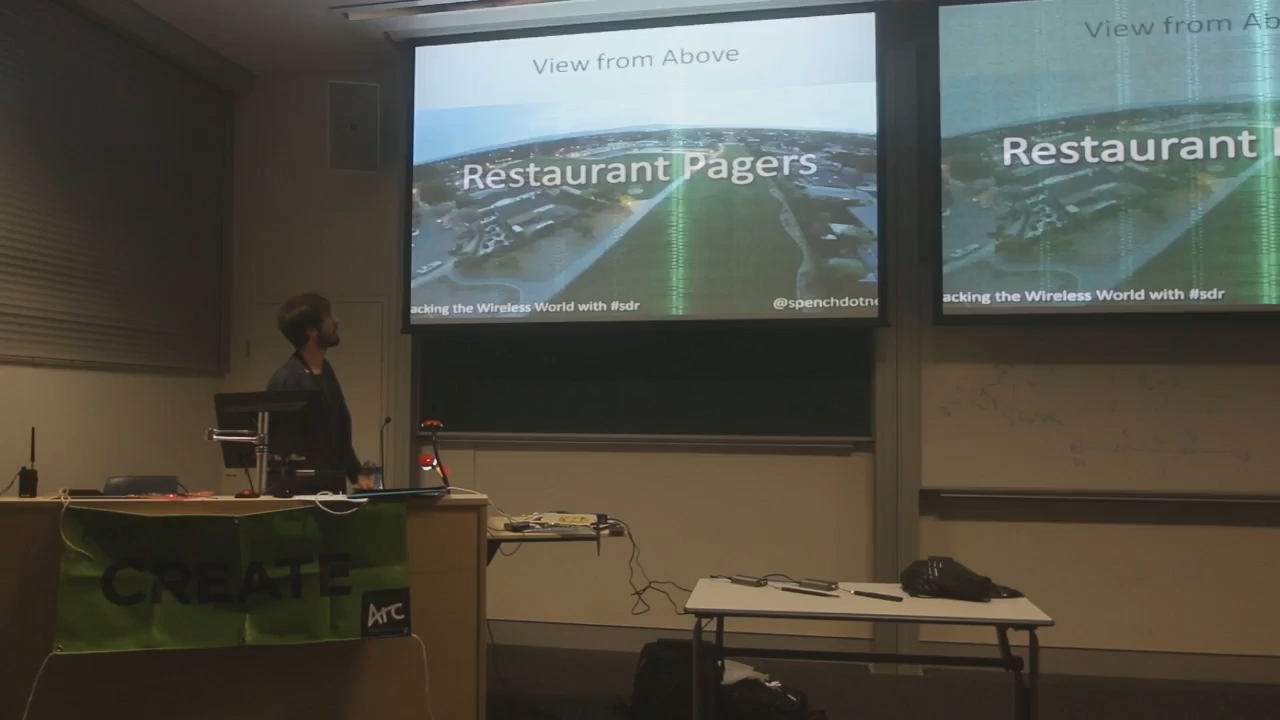 View from Above
Restaurant Pagers
acking the Wireless World with #sdr
@spenchdotn
View from Ab
Restaurant
acking the Wireless World with #sdr
CREATE
Arc